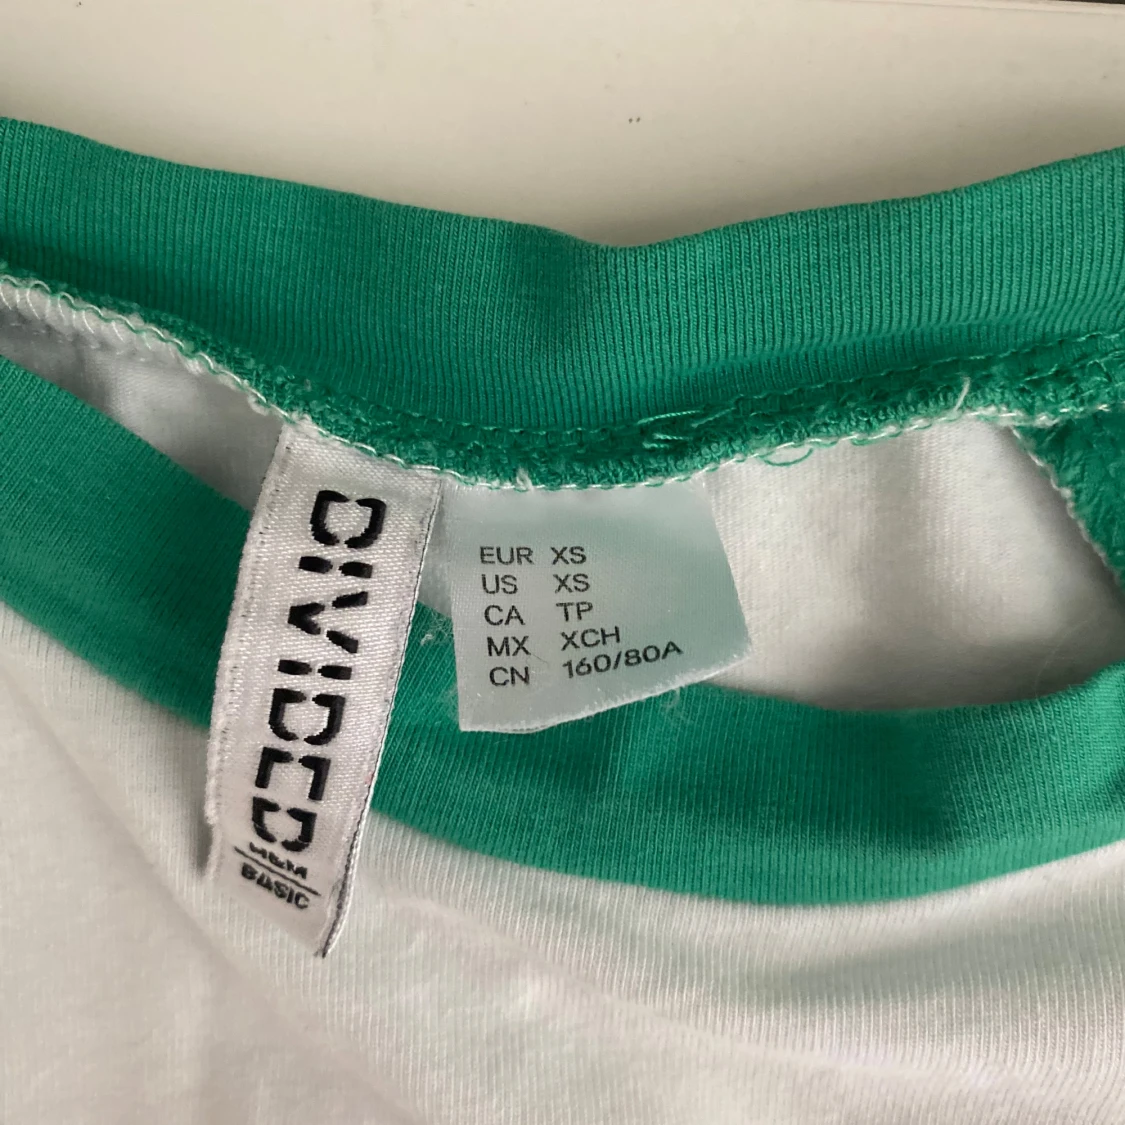 DIVIDED
H&M
BASIC
EUR XS
US XS
CA TP
MX XCH
CN 160/80A